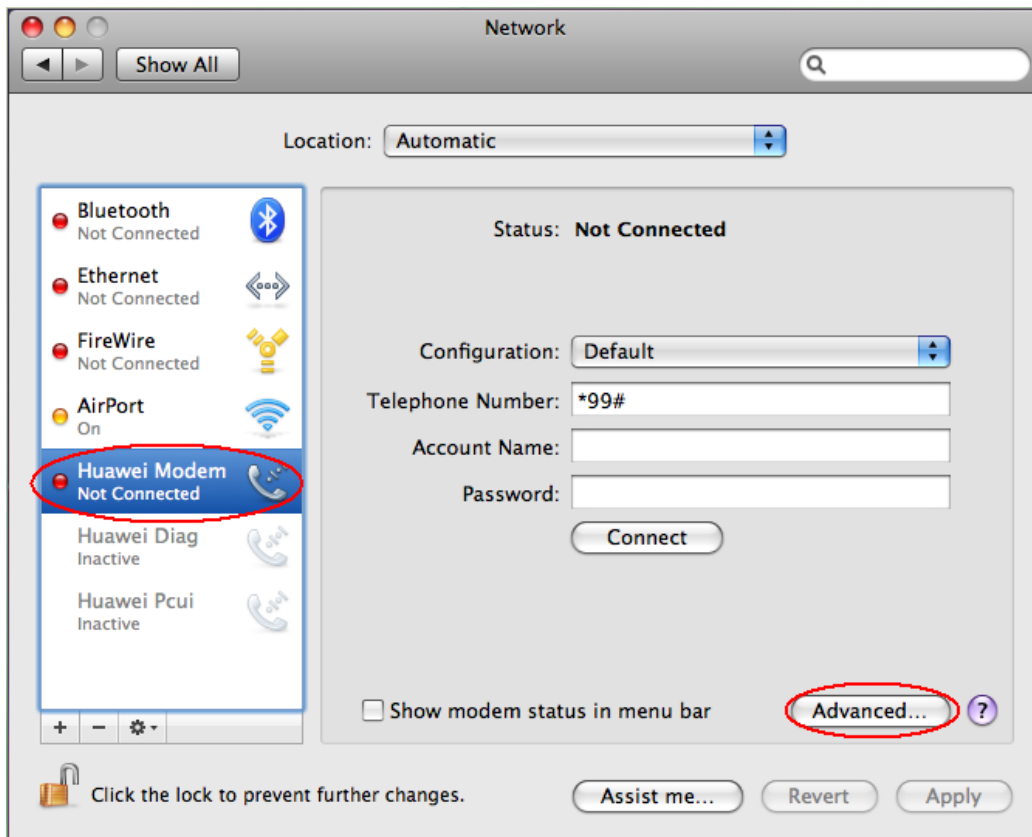 Network
Show All
Location: Automatic
Bluetooth
Not Connected
Ethernet
Not Connected
FireWire
Not Connected
AirPort
On
Huawei Modem
Not Connected
Huawei Diag
Inactive
Huawei Pcui
Inactive
Status: Not Connected
Configuration: Default
Telephone Number: *99#
Account Name:
Password:
Connect
Show modem status in menu bar
Advanced...
?
+ −
Click the lock to prevent further changes.
Assist me...
Revert
Apply